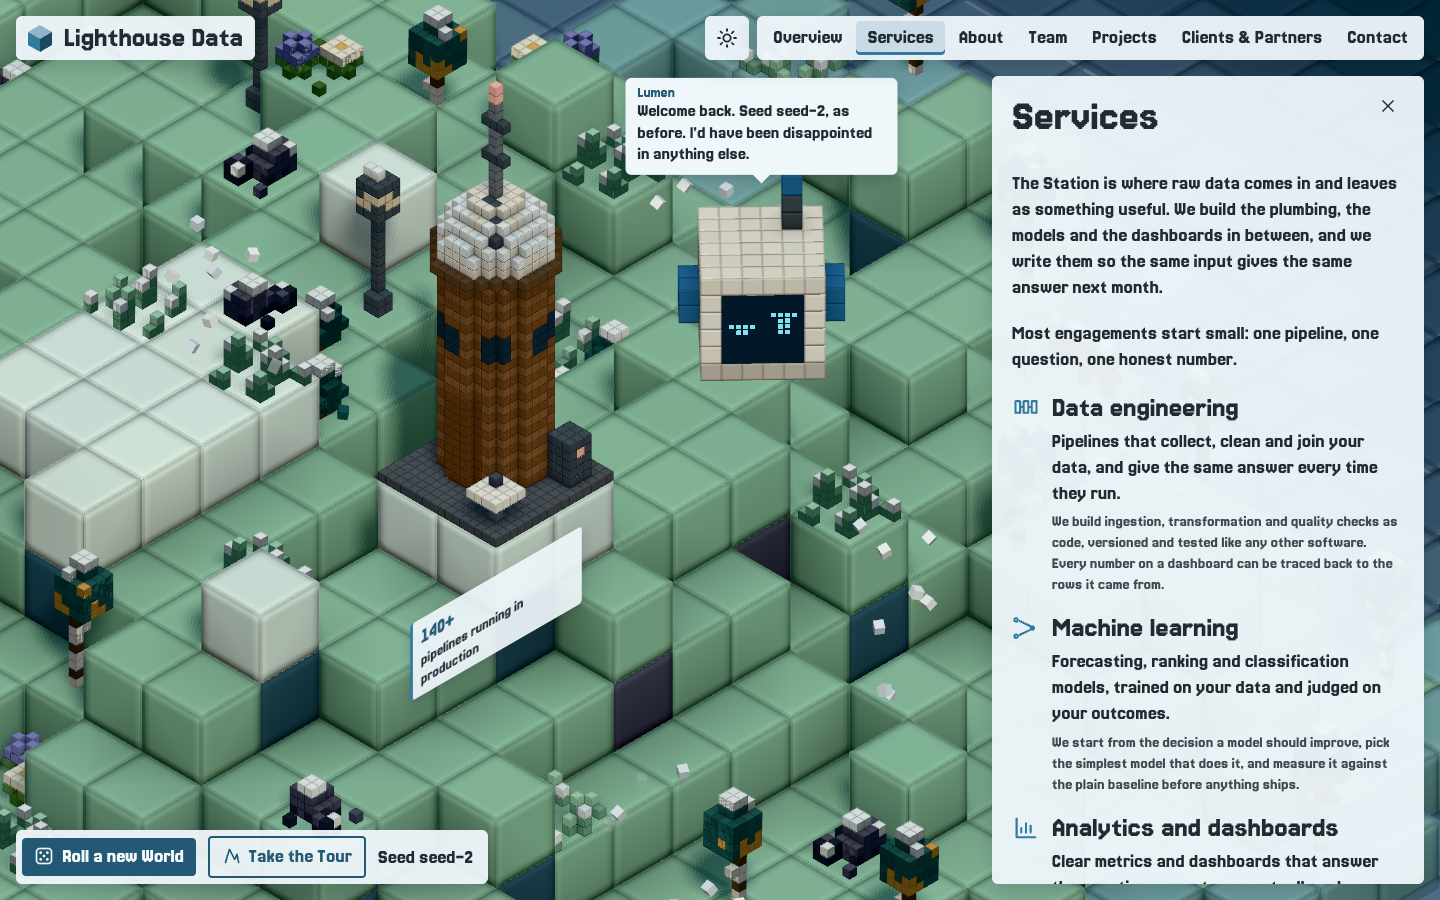 Lighthouse Data
Overview
Services
About
Team
Projects
Clients & Partners
Contact
Lumen
Welcome back. Seed seed-2, as
before. I'd have been disappointed
in anything else.
Services
The Station is where raw data comes in and leaves
as something useful. We build the plumbing, the
models and the dashboards in between, and we
write them so the same input gives the same
answer next month.
Most engagements start small: one pipeline, one
question, one honest number.
Data engineering
Pipelines that collect, clean and join your
data, and give the same answer every time
they run.
We build ingestion, transformation and quality checks as
code, versioned and tested like any other software.
Every number on a dashboard can be traced back to the
rows it came from.
Machine learning
Forecasting, ranking and classification
models, trained on your data and judged on
your outcomes.
We start from the decision a model should improve, pick
the simplest model that does it, and measure it against
the plain baseline before anything ships.
Analytics and dashboards
Clear metrics and dashboards that answer
140+
pipelines running in
production
Roll a new World
Take the Tour
Seed seed-2